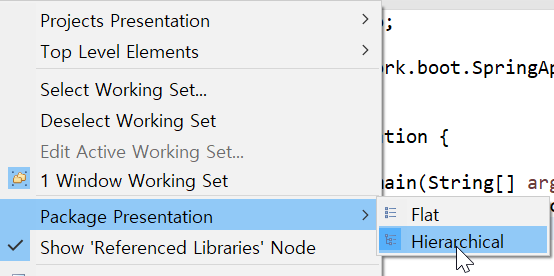 Projects Presentation
Top Level Elements
Select Working Set...
Deselect Working Set
Edit Active Working Set...
1 Window Working Set
Package Presentation
Show 'Referenced Libraries' Node
Flat
Hierarchical
;
rk.boot.SpringAp
tion {
main(String[] arg